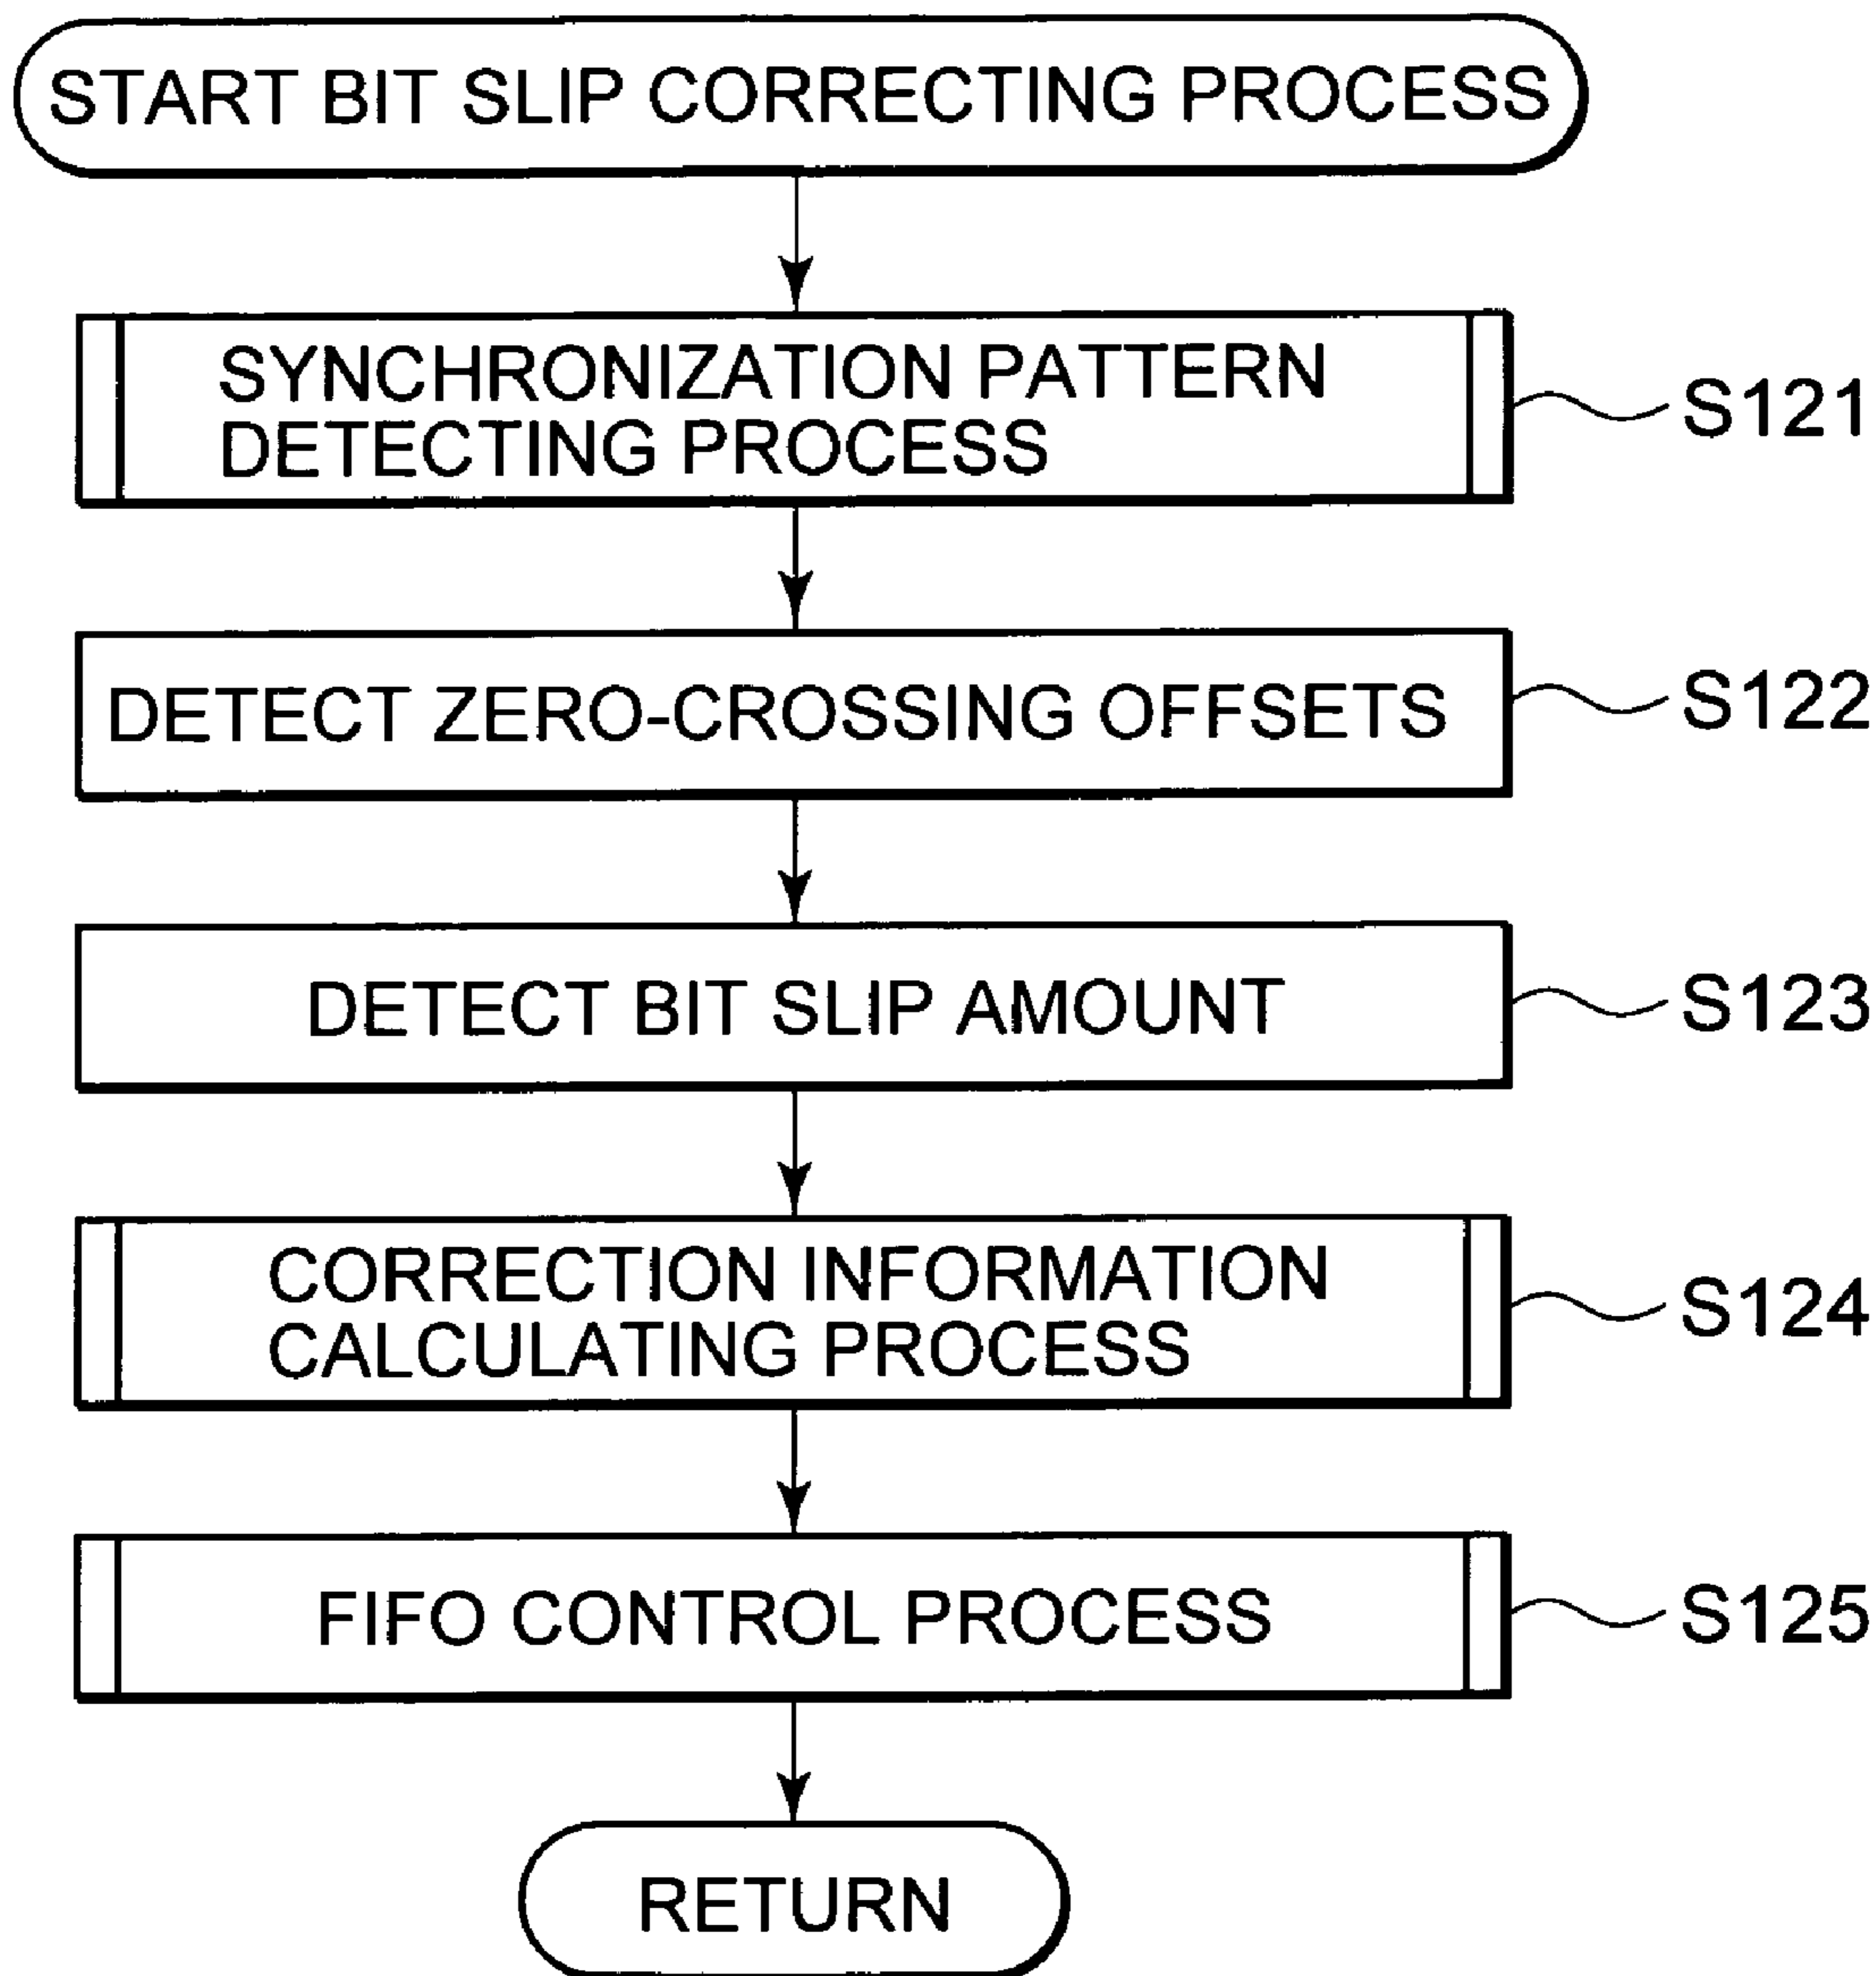 START BIT SLIP CORRECTING PROCESS
SYNCHRONIZATION PATTERN
DETECTING PROCESS
S121
DETECT ZERO-CROSSING OFFSETS
S122
DETECT BIT SLIP AMOUNT
S123
CORRECTION INFORMATION
CALCULATING PROCESS
S124
FIFO CONTROL PROCESS
S125
RETURN